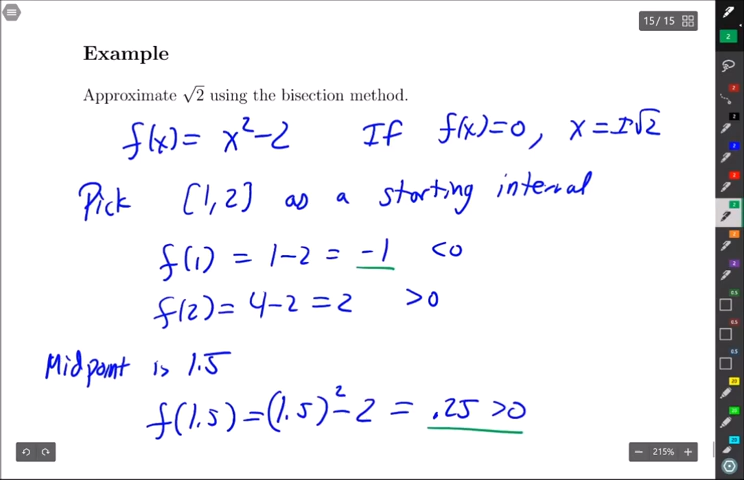 15 / 15
Example
Approximate √2 using the bisection method.
f(x) = x² - 2 If f(x) = 0, x = ±√2
Pick [1, 2] as a starting interval
f(1) = 1 - 2 = -1 < 0
f(2) = 4 - 2 = 2 > 0
Midpoint is 1.5
f(1.5) = (1.5)² - 2 = .25 > 0
215%